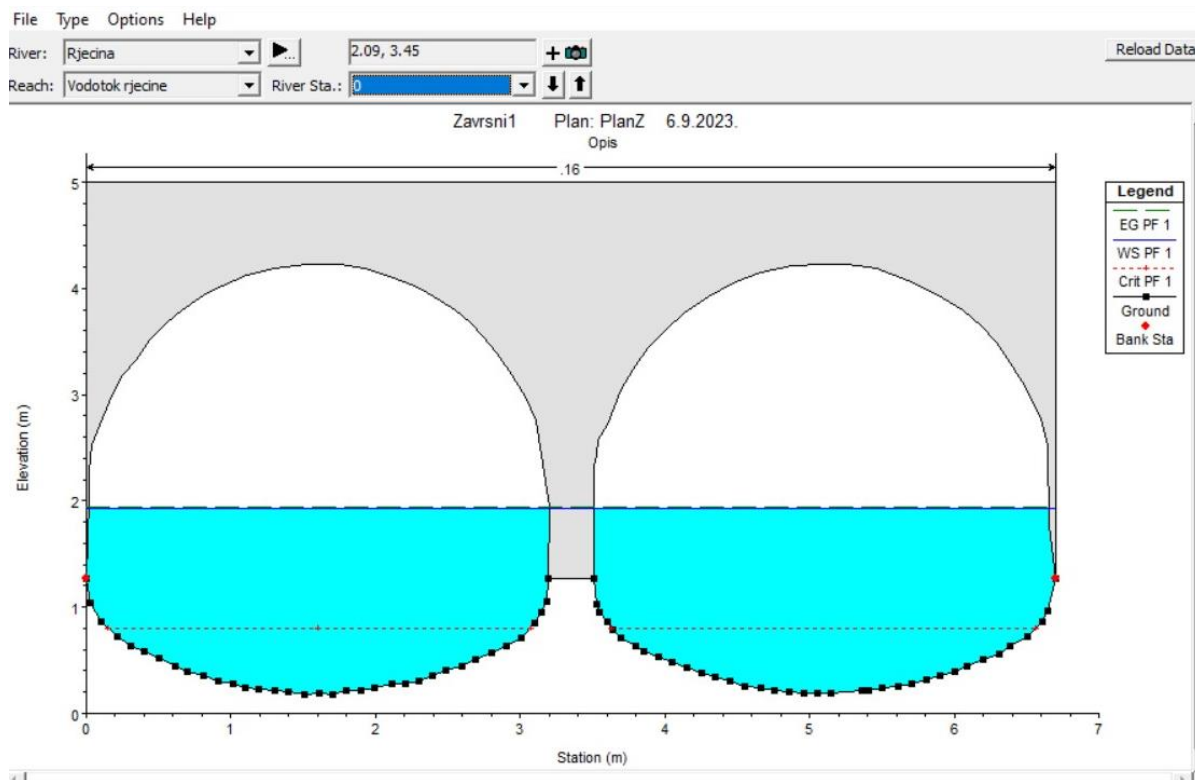 File Type Options Help
River: Rjecina 2.09, 3.45 Reload Data
Reach: Vodotok rjecine River Sta.: 0
Zavrsni1 Plan: PlanZ 6.9.2023.
Opis
.16
Legend
EG PF 1
WS PF 1
Crit PF 1
Ground
Bank Sta
5
4
3
2
1
0
Elevation (m)
0 1 2 3 4 5 6 7
Station (m)